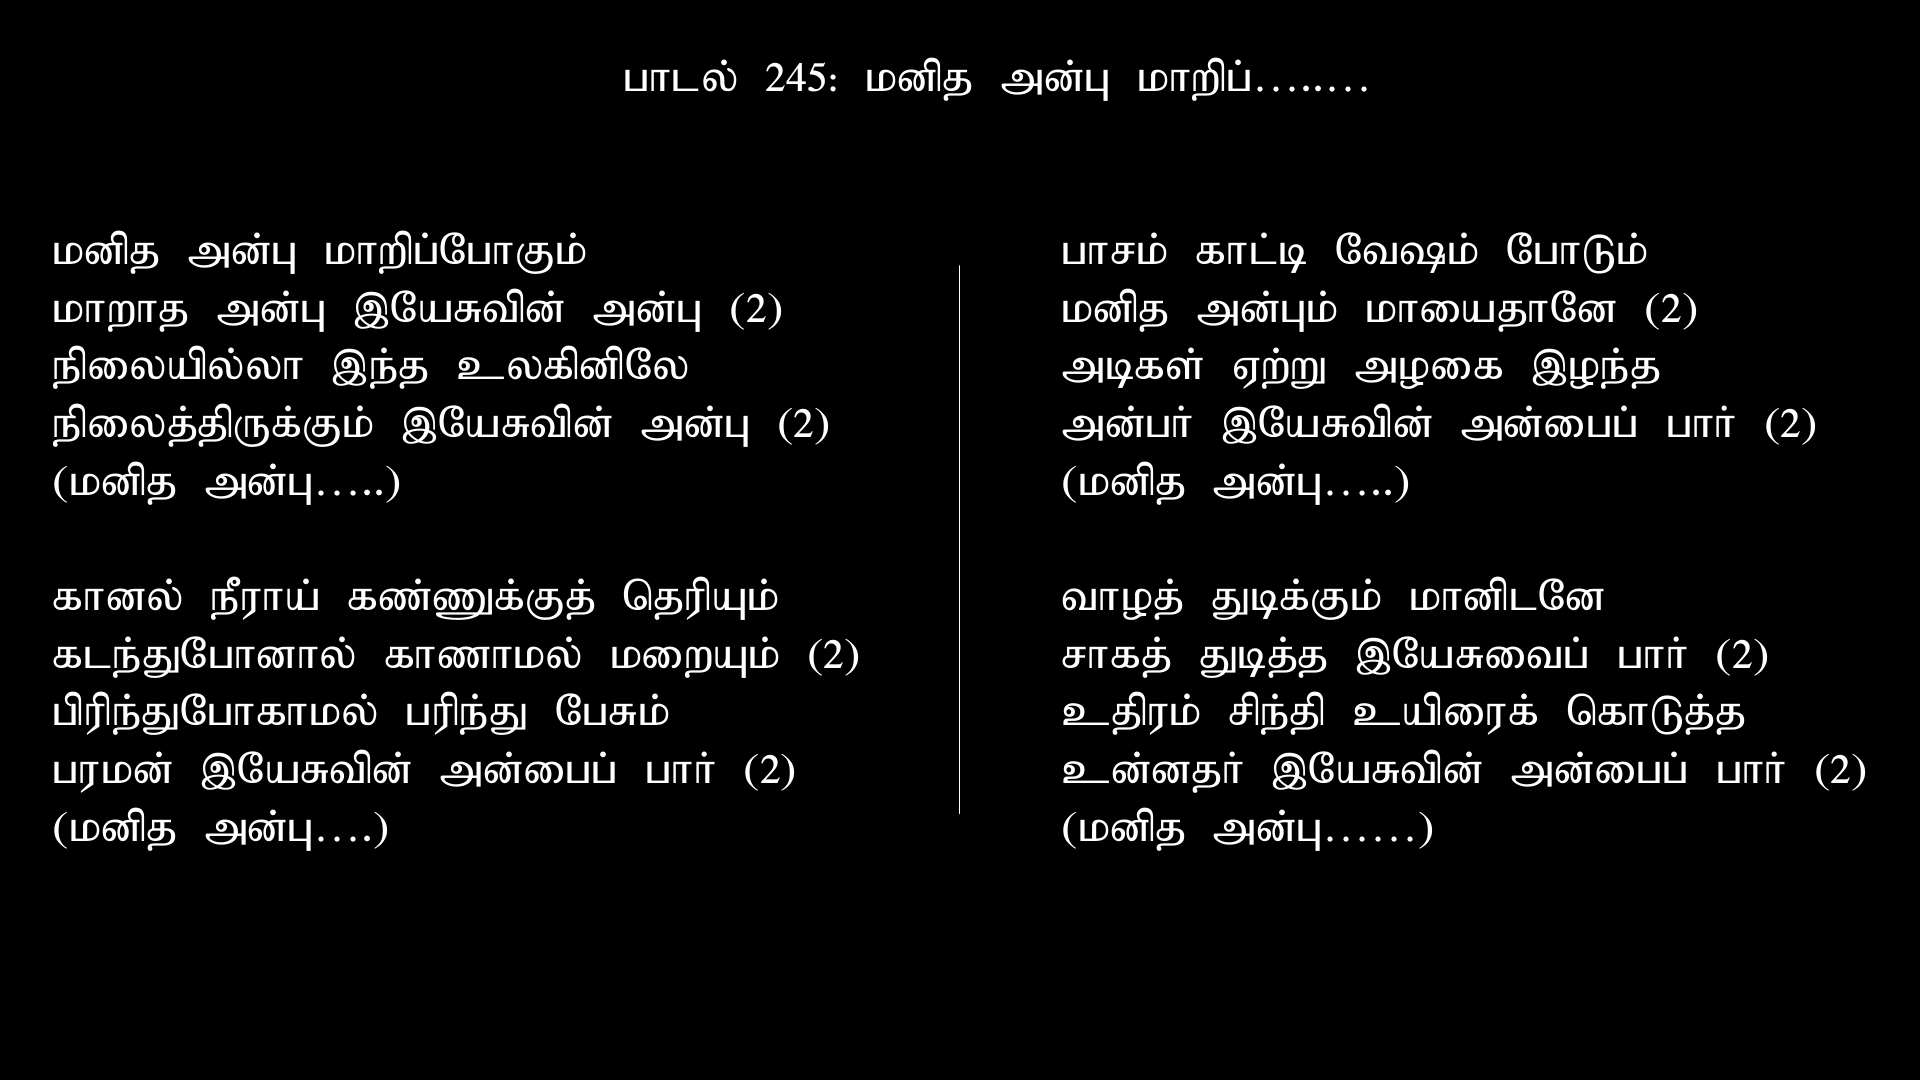 பாடல் 245: மனித அன்பு மாறிப்…..…
மனித அன்பு மாறிப்போகும்
மாறாத அன்பு இயேசுவின் அன்பு (2)
நிலையில்லா இந்த உலகினிலே
நிலைத்திருக்கும் இயேசுவின் அன்பு (2)
(மனித அன்பு…..)
கானல் நீராய் கண்ணுக்குத் தெரியும்
கடந்துபோனால் காணாமல் மறையும் (2)
பிரிந்துபோகாமல் பரிந்து பேசும்
பரமன் இயேசுவின் அன்பைப் பார் (2)
(மனித அன்பு….)
பாசம் காட்டி வேஷம் போடும்
மனித அன்பும் மாயைதானே (2)
அடிகள் ஏற்று அழகை இழந்த
அன்பர் இயேசுவின் அன்பைப் பார் (2)
(மனித அன்பு…..)
வாழத் துடிக்கும் மானிடனே
சாகத் துடித்த இயேசுவைப் பார் (2)
உதிரம் சிந்தி உயிரைக் கொடுத்த
உன்னதர் இயேசுவின் அன்பைப் பார் (2)
(மனித அன்பு……)